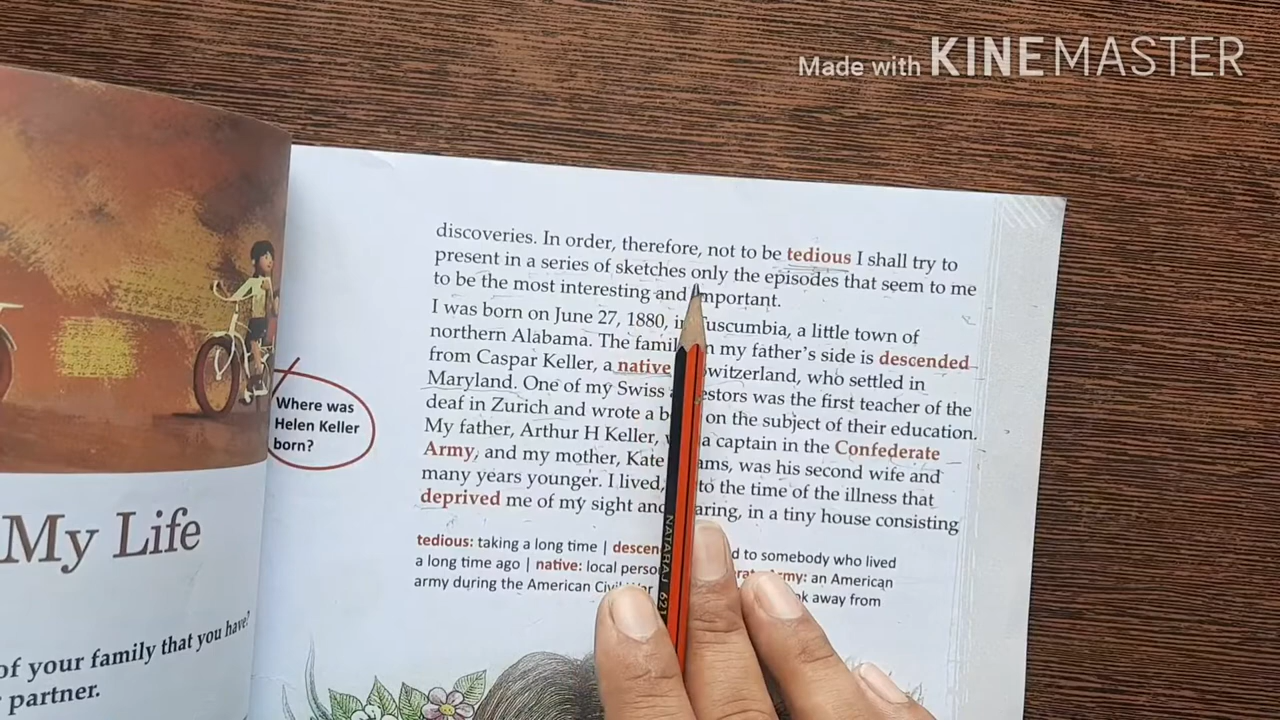 Made with KINEMASTER
discoveries. In order, therefore, not to be tedious I shall try to
present in a series of sketches only the episodes that seem to me
to be the most interesting and important.
I was born on June 27, 1880, in Tuscumbia, a little town of
northern Alabama. The family on my father's side is descended
from Caspar Keller, a native Switzerland, who settled in
Maryland. One of my Swiss ancestors was the first teacher of the
deaf in Zurich and wrote a on the subject of their education.
My father, Arthur H Keller, a captain in the Confederate
Army, and my mother, Kate was his second wife and
many years younger. I lived, to the time of the illness that
deprived me of my sight and hearing, in a tiny house consisting
tedious: taking a long time | to somebody who lived
a long time ago | native: local Army: an American
army during the American Civil War away from
Where was
Helen Keller
born?
My Life
of your family that you have?
partner.
NATARAJ 621